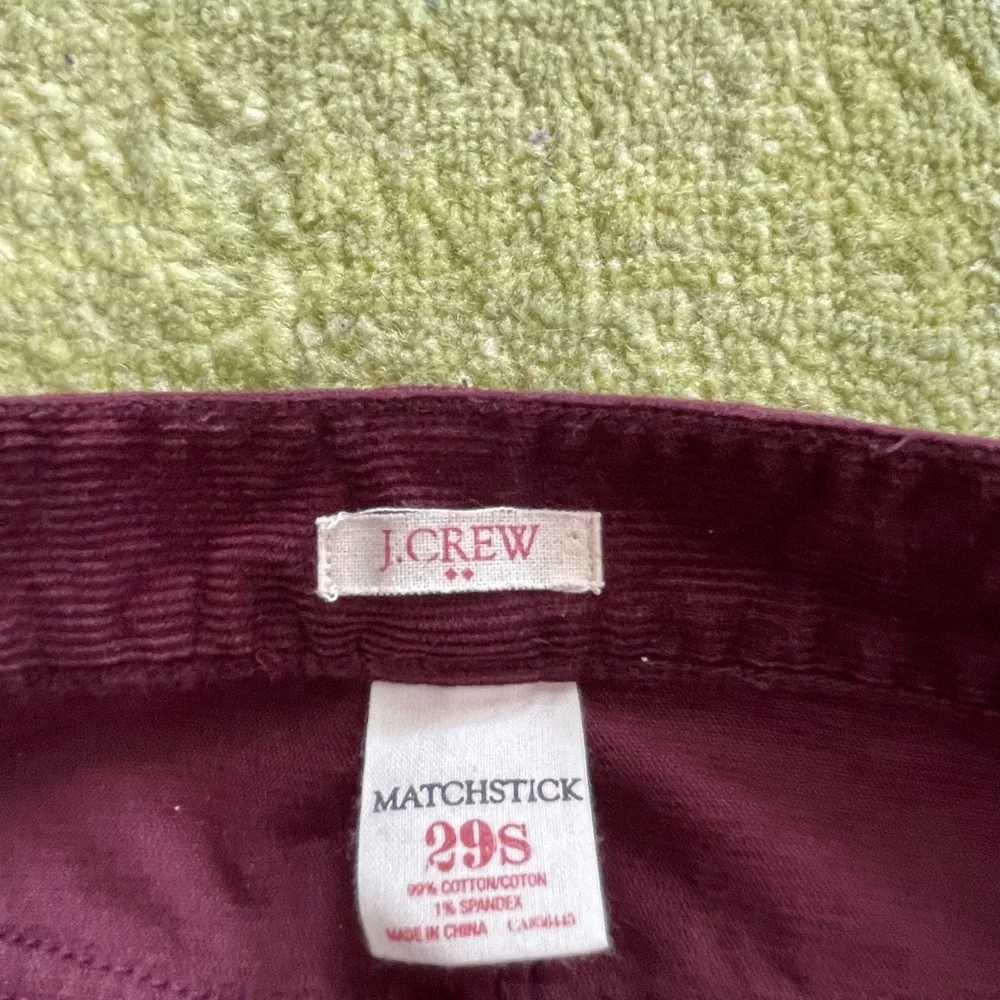 J.CREW
MATCHSTICK
29S
99% COTTON/COTON
1% SPANDEX
MADE IN CHINA